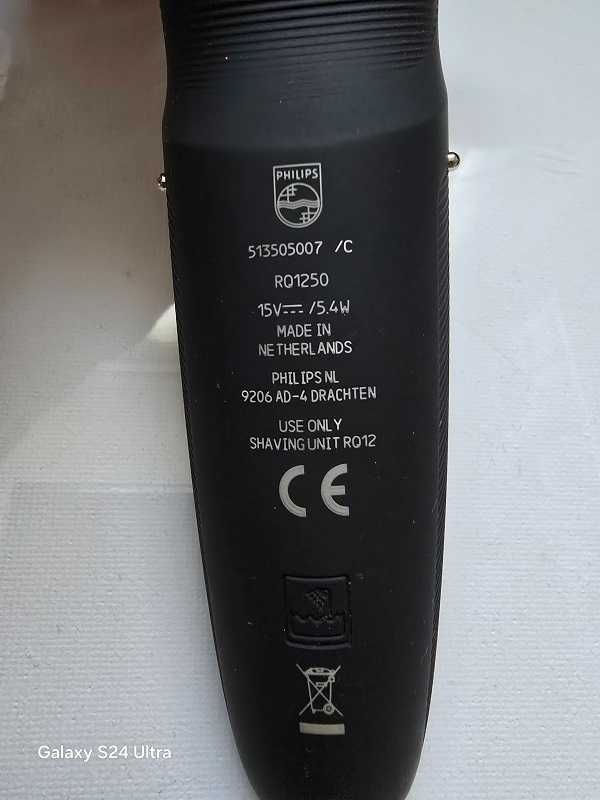 PHILIPS
513505007 /C
RQ1250
15V⎓ /5.4W
MADE IN
NETHERLANDS
PHILIPS NL
9206 AD-4 DRACHTEN
USE ONLY
SHAVING UNIT RQ12
CE
Galaxy S24 Ultra